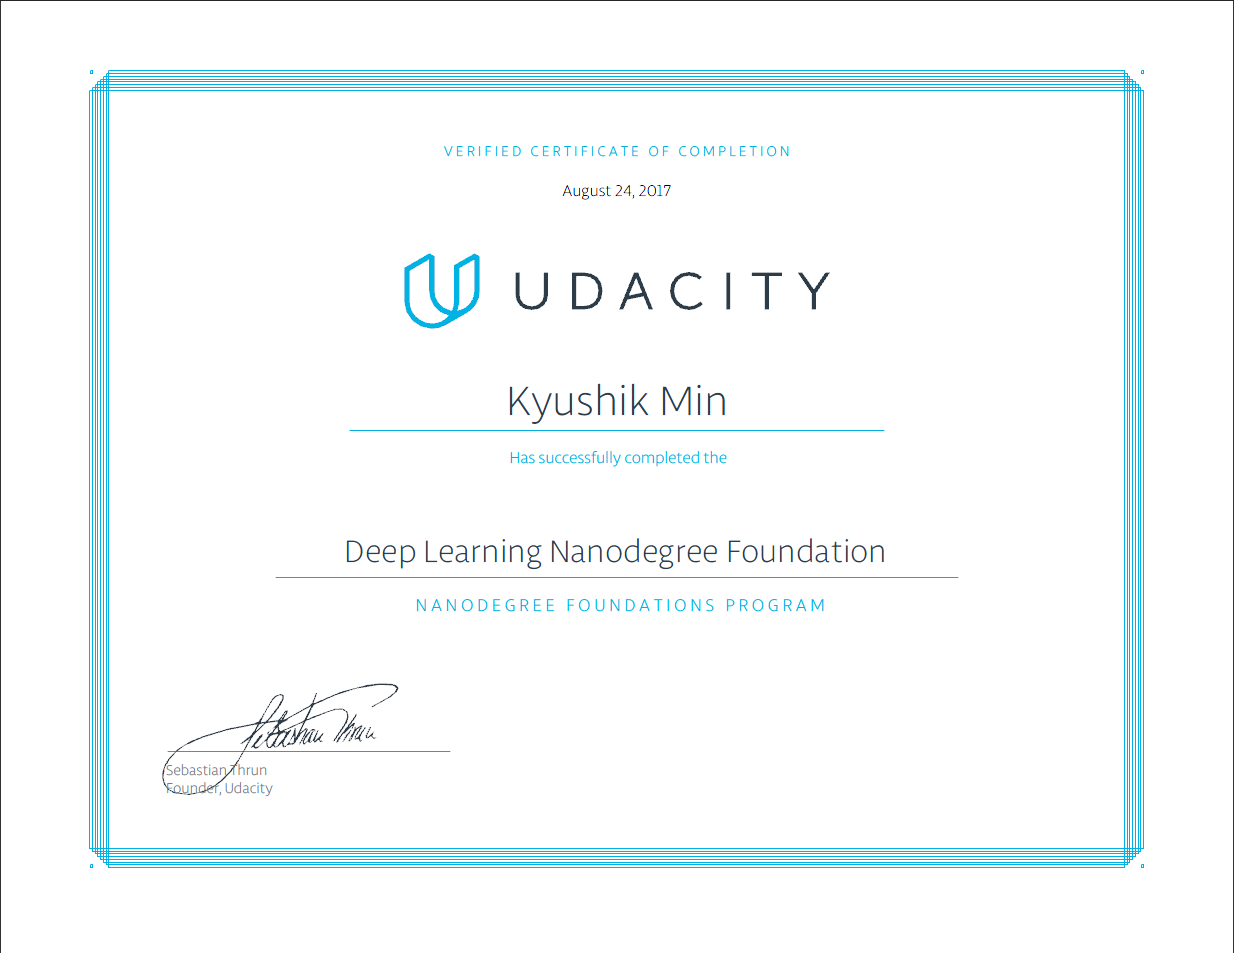 VERIFIED CERTIFICATE OF COMPLETION
August 24, 2017
UDACITY
Kyushik Min
Has successfully completed the
Deep Learning Nanodegree Foundation
NANODEGREE FOUNDATIONS PROGRAM
Sebastian Thrun
Sebastian Thrun
Founder, Udacity